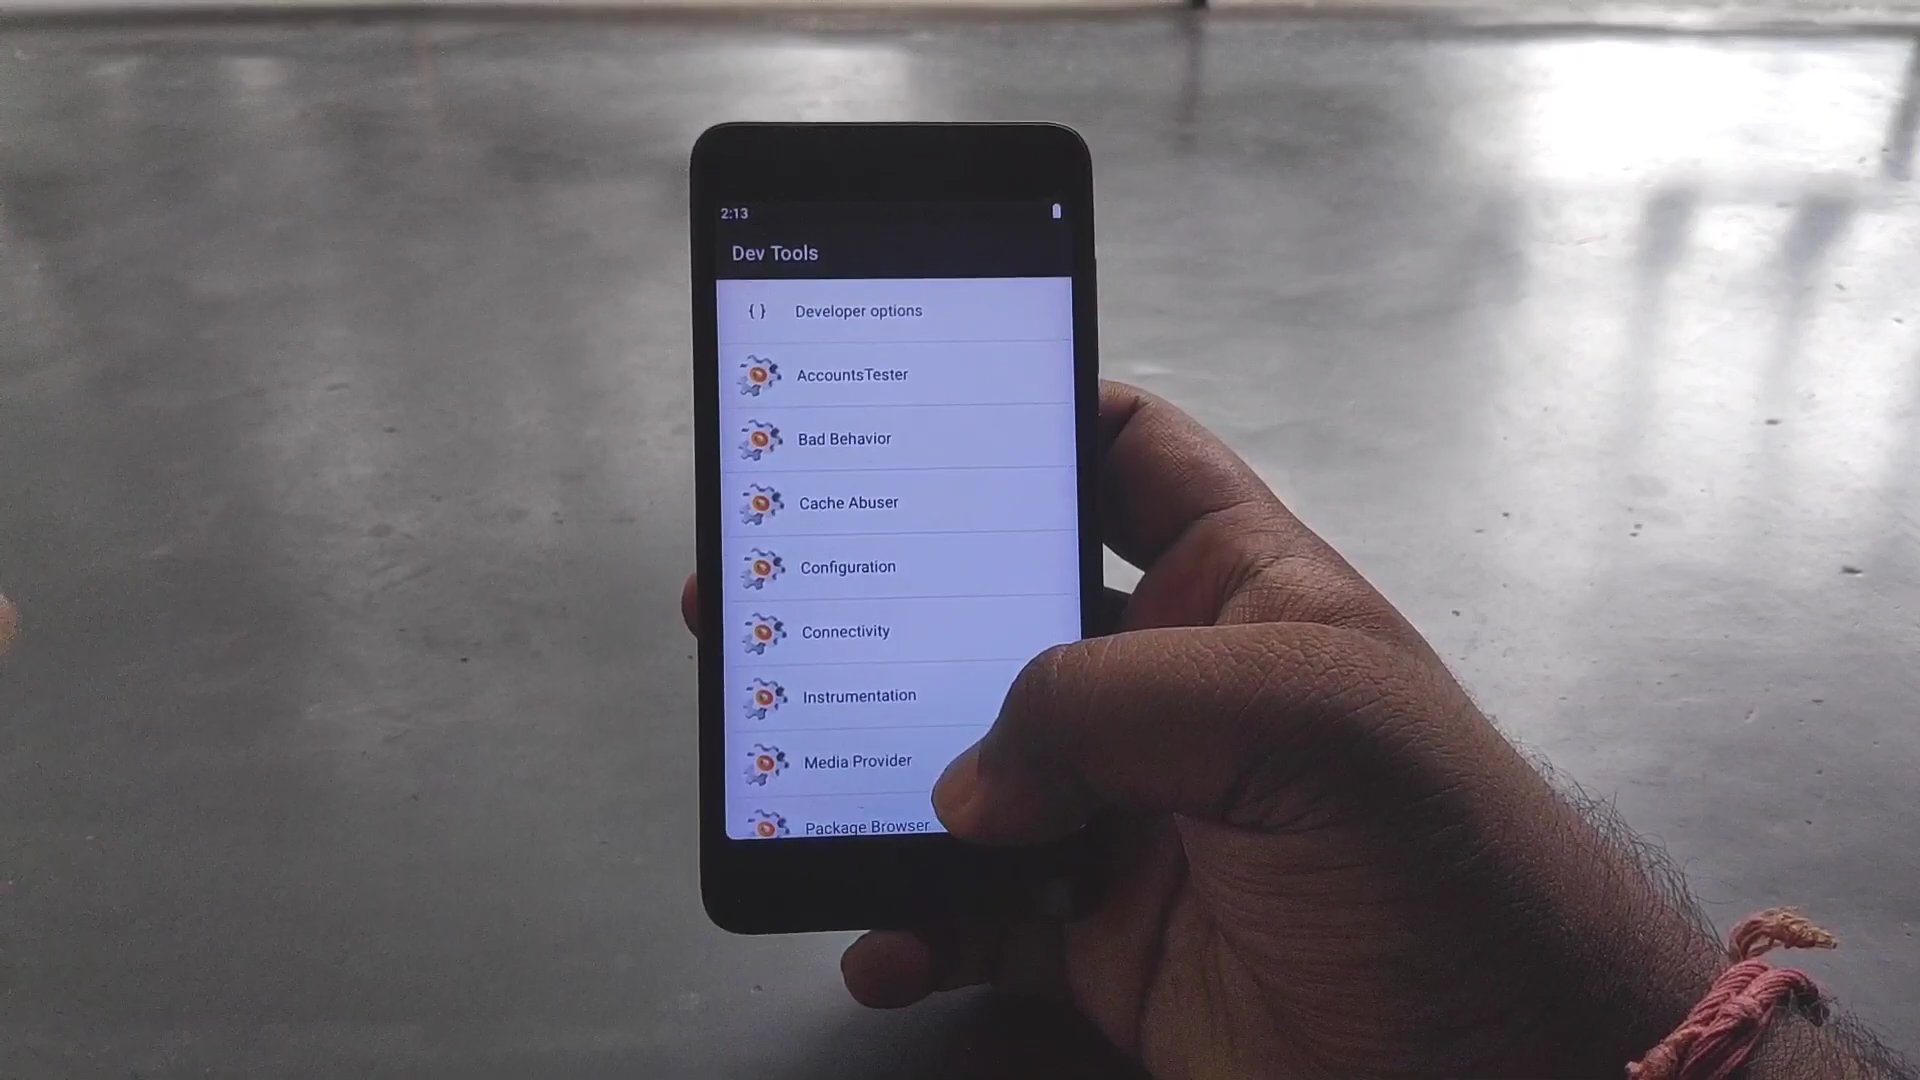 2:13
Dev Tools
{ } Developer options
AccountsTester
Bad Behavior
Cache Abuser
Configuration
Connectivity
Instrumentation
Media Provider
Package Browser